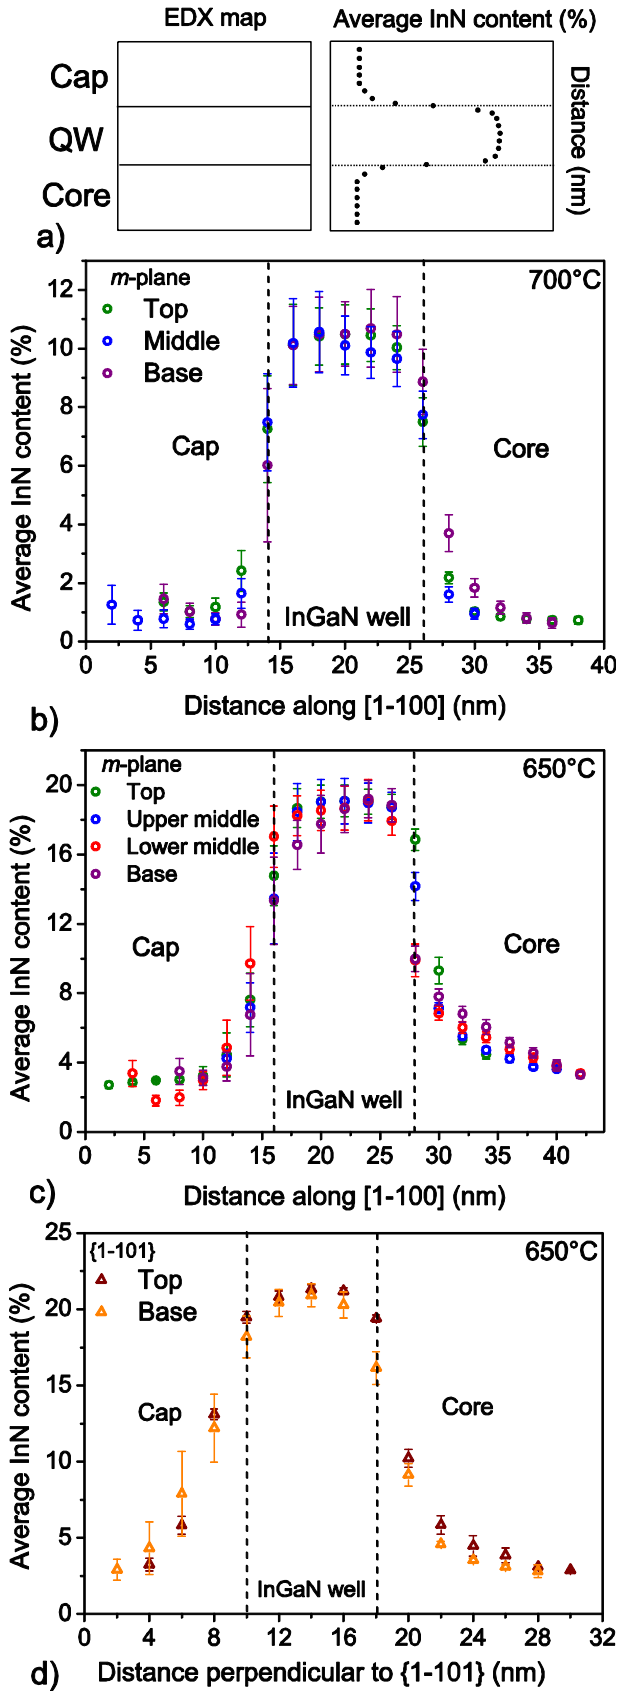 EDX map
Average InN content (%)
Cap
QW
Core
Distance (nm)
a)
m-plane
700°C
Top
Middle
Base
Cap
Core
InGaN well
Average InN content (%)
12
10
8
6
4
2
0
0 5 10 15 20 25 30 35 40
Distance along [1-100] (nm)
b)
m-plane
650°C
Top
Upper middle
Lower middle
Base
Cap
Core
InGaN well
Average InN content (%)
20
16
12
8
4
0
0 5 10 15 20 25 30 35 40
Distance along [1-100] (nm)
c)
{1-101}
650°C
Top
Base
Cap
Core
InGaN well
Average InN content (%)
25
20
15
10
5
0
0 4 8 12 16 20 24 28 32
Distance perpendicular to {1-101} (nm)
d)